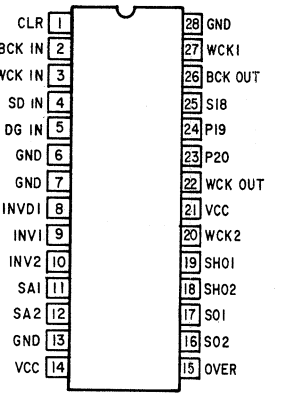 CLR 1 28 GND
BCK IN 2 27 WCK1
WCK IN 3 26 BCK OUT
SD IN 4 25 S18
DG IN 5 24 P19
GND 6 23 P20
GND 7 22 WCK OUT
INVD1 8 21 VCC
INV1 9 20 WCK2
INV2 10 19 SHO1
SA1 11 18 SHO2
SA2 12 17 SO1
GND 13 16 SO2
VCC 14 15 OVER